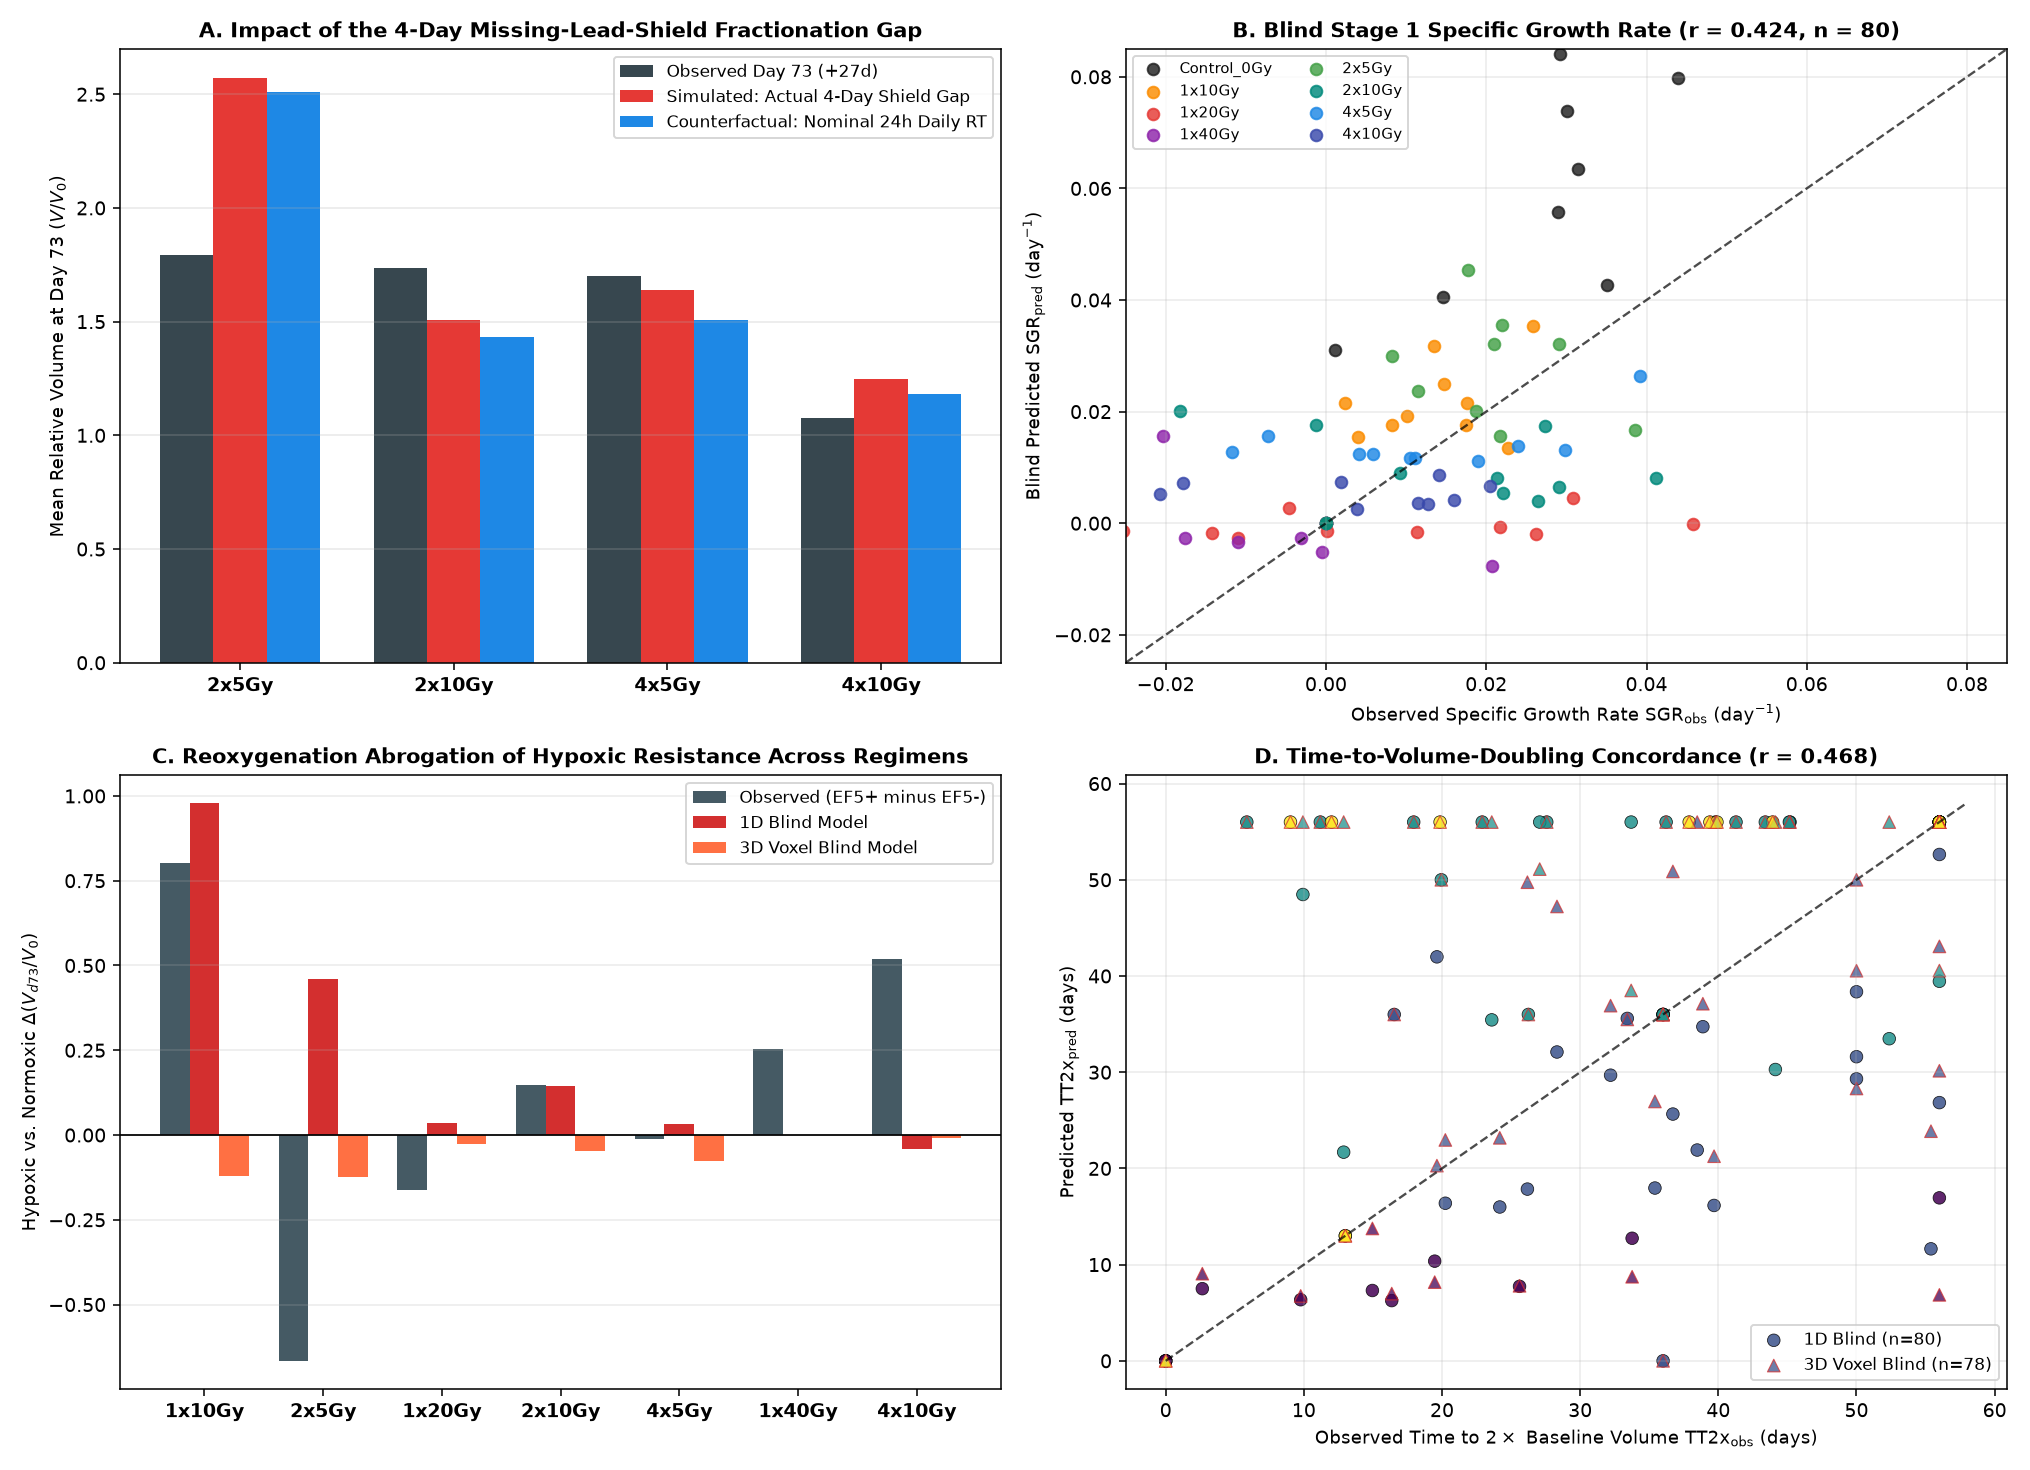 A. Impact of the 4-Day Missing-Lead-Shield Fractionation Gap
Observed Day 73 (+27d)
Simulated: Actual 4-Day Shield Gap
Counterfactual: Nominal 24h Daily RT
Mean Relative Volume at Day 73 (V/V₀)
2.5
2.0
1.5
1.0
0.5
0.0
2x5Gy
2x10Gy
4x5Gy
4x10Gy
B. Blind Stage 1 Specific Growth Rate (r = 0.424, n = 80)
Control_0Gy
1x10Gy
1x20Gy
1x40Gy
2x5Gy
2x10Gy
4x5Gy
4x10Gy
Blind Predicted SGR_pred (day⁻¹)
0.08
0.06
0.04
0.02
0.00
−0.02
−0.02
0.00
0.02
0.04
0.06
0.08
Observed Specific Growth Rate SGR_obs (day⁻¹)
C. Reoxygenation Abrogation of Hypoxic Resistance Across Regimens
Observed (EF5+ minus EF5-)
1D Blind Model
3D Voxel Blind Model
Hypoxic vs. Normoxic Δ(V_d73/V₀)
1.00
0.75
0.50
0.25
0.00
−0.25
−0.50
1x10Gy
2x5Gy
1x20Gy
2x10Gy
4x5Gy
1x40Gy
4x10Gy
D. Time-to-Volume-Doubling Concordance (r = 0.468)
Predicted TT2x_pred (days)
60
50
40
30
20
10
0
1D Blind (n=80)
3D Voxel Blind (n=78)
0
10
20
30
40
50
60
Observed Time to 2 × Baseline Volume TT2x_obs (days)